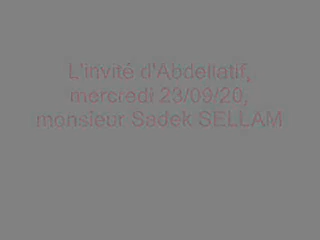 L'invité d'Abdellatif,
mercredi 23/09/20,
monsieur Sadek SELLAM